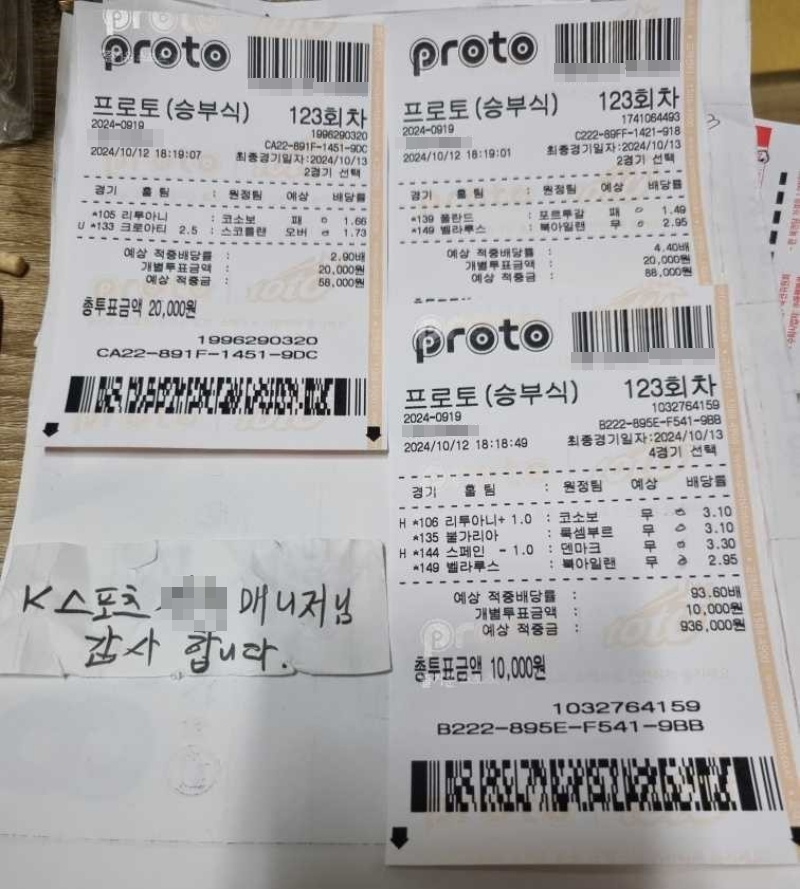 proto
프로토(승부식) 123회차
2024-0919 1996290320
CA22-891F-1451-9DC
2024/10/12 18:19:07 최종경기일자:2024/10/13
2경기 선택
경기 홈 팀 : 원정팀 예상 배당률
*105 리투아니 : 코소보 패 1.66
U *133 크로아티 2.5 : 스코틀랜 오버 1.73
예상 적중배당률 : 2.90배
개별투표금액 : 20,000원
예상 적중금 : 58,000원
총투표금액 20,000원
1996290320
CA22-891F-1451-9DC
proto
프로토(승부식) 123회차
2024-0919 1741064493
C222-89FF-1421-918
2024/10/12 18:19:01 최종경기일자:2024/10/13
2경기 선택
경기 홈 팀 : 원정팀 예상 배당률
*139 폴란드 : 포르투갈 패 1.49
*149 벨라루스 : 북아일랜 무 2.95
예상 적중배당률 : 4.40배
개별투표금액 : 20,000원
예상 적중금 : 88,000원
proto
프로토(승부식) 123회차
2024-0919 1032764159
B222-895E-F541-9BB
2024/10/12 18:18:49 최종경기일자:2024/10/13
4경기 선택
경기 홈 팀 : 원정팀 예상 배당률
H *106 리투아니+ 1.0 : 코소보 무 3.10
*135 불가리아 : 룩셈부르 무 3.10
H *144 스페인 - 1.0 : 덴마크 무 3.30
*149 벨라루스 : 북아일랜 무 2.95
예상 적중배당률 : 93.60배
개별투표금액 : 10,000원
예상 적중금 : 936,000원
총투표금액 10,000원
1032764159
B222-895E-F541-9BB
K스포츠 매니저님
감사 합니다.